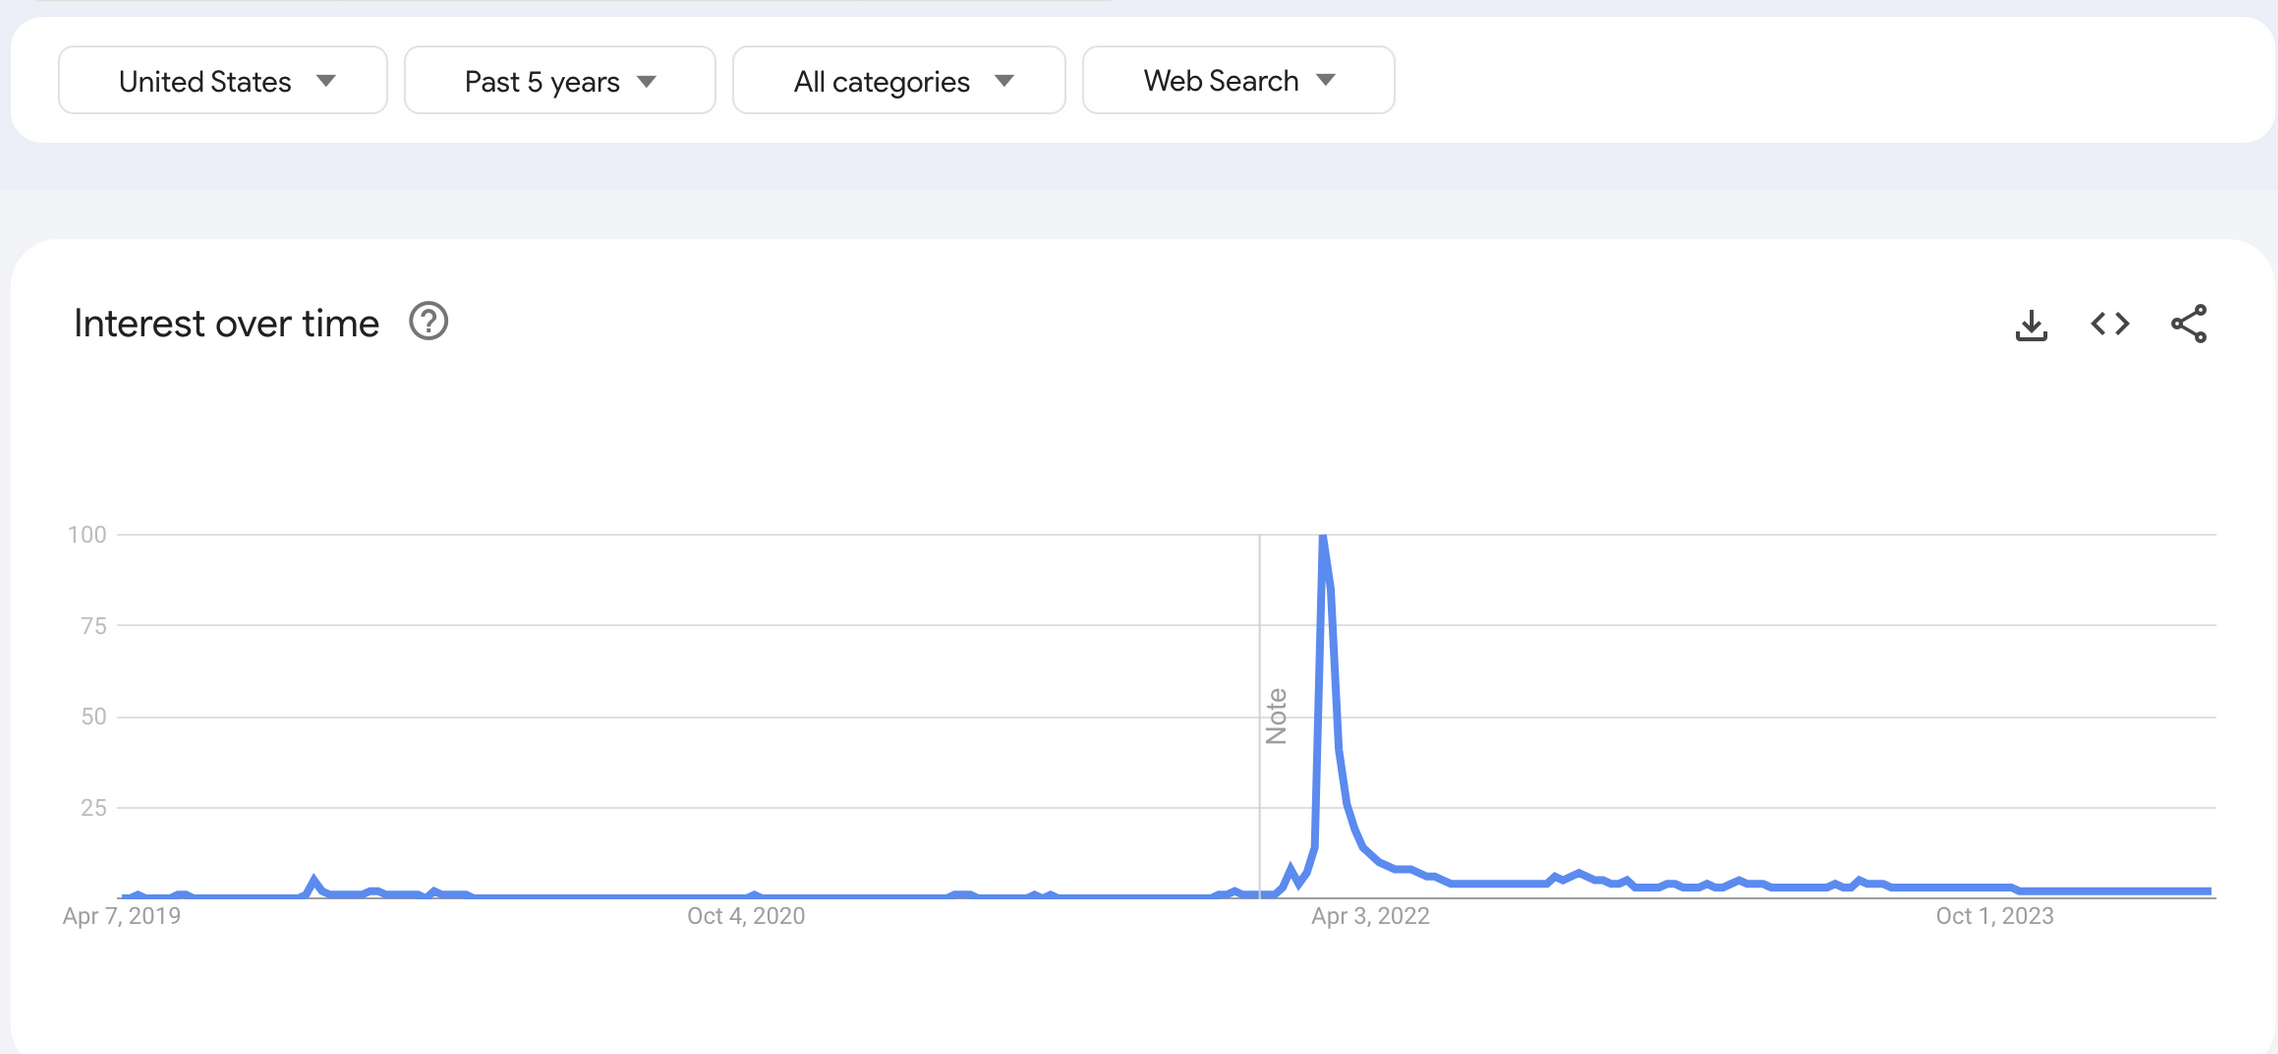 United States
Past 5 years
All categories
Web Search
Interest over time
100
75
50
25
Note
Apr 7, 2019
Oct 4, 2020
Apr 3, 2022
Oct 1, 2023